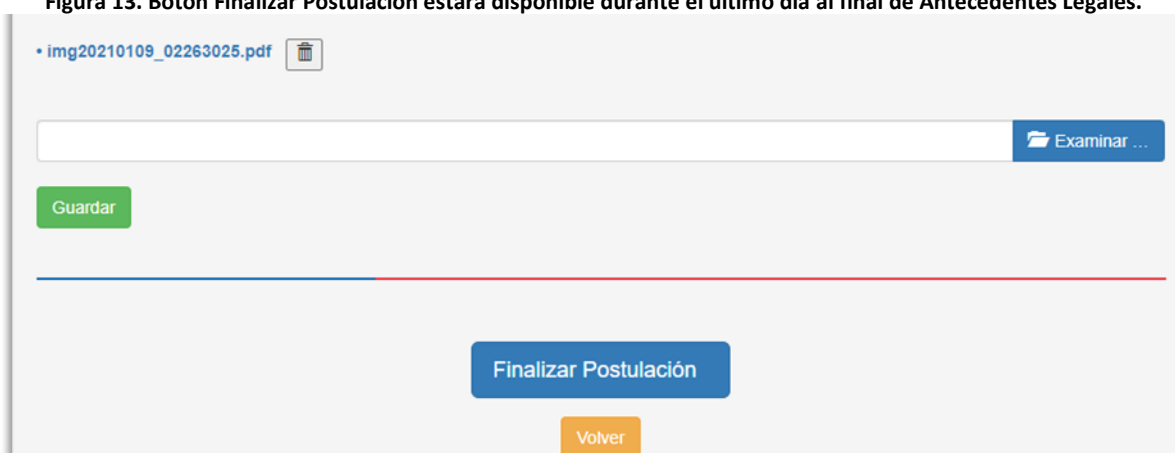 Figura 13. Botón Finalizar Postulación estará disponible durante el último día al final de Antecedentes Legales.
• img20210109_02263025.pdf
Examinar ...
Guardar
Finalizar Postulación
Volver